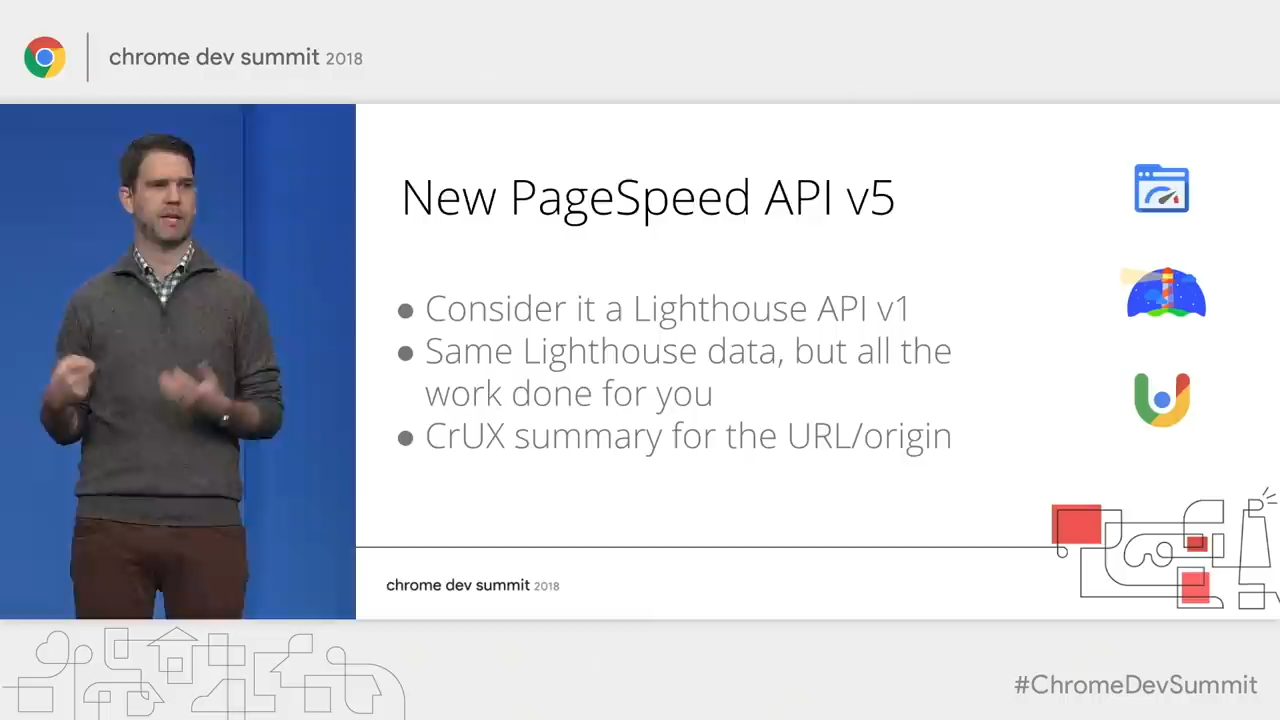 chrome dev summit 2018
New PageSpeed API v5
● Consider it a Lighthouse API v1
● Same Lighthouse data, but all the
work done for you
● CrUX summary for the URL/origin
chrome dev summit 2018
#ChromeDevSummit